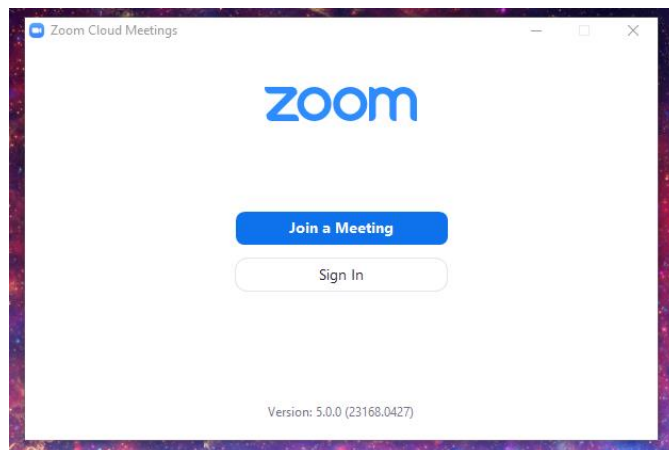 Zoom Cloud Meetings
zoom
Join a Meeting
Sign In
Version: 5.0.0 (23168.0427)